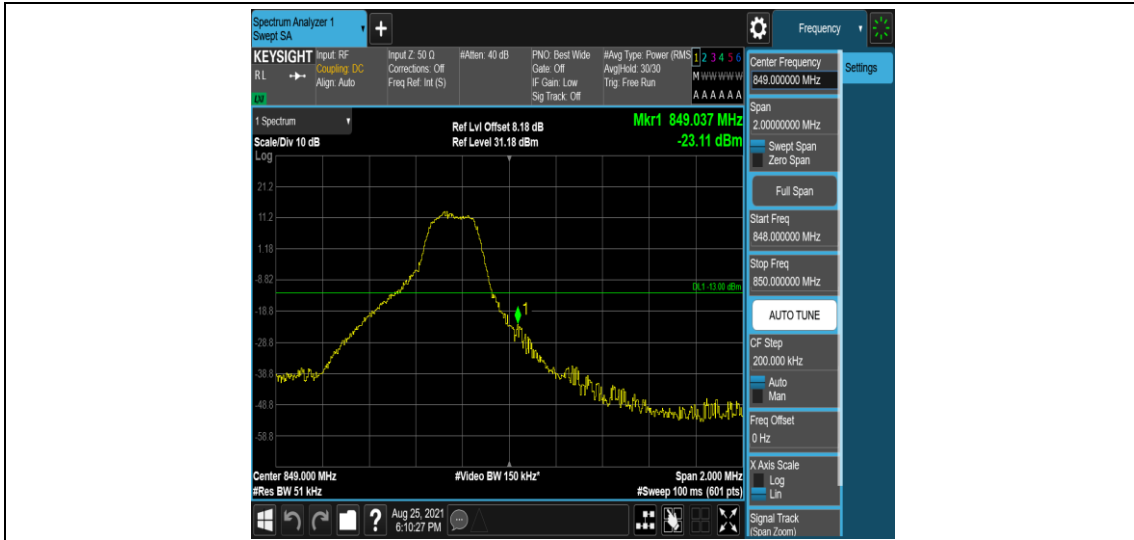 Spectrum Analyzer 1
Swept SA
+
Frequency
KEYSIGHT
RL
Input: RF
Coupling: DC
Align: Auto
Input Z: 50 Ω
Corrections: Off
Freq Ref: Int (S)
#Atten: 40 dB
PNO: Best Wide
Gate: Off
IF Gain: Low
Sig Track: Off
#Avg Type: Power (RMS
Avg|Hold: 30/30
Trig: Free Run
1 2 3 4 5 6
M W W W W W
A A A A A A
1 Spectrum
Scale/Div 10 dB
Ref Lvl Offset 8.18 dB
Ref Level 31.18 dBm
Mkr1 849.037 MHz
-23.11 dBm
Log
21.2
11.2
1.18
-8.82
-18.8
-28.8
-38.8
-48.8
-58.8
DL1 -13.00 dBm
1
Center 849.000 MHz
#Video BW 150 kHz*
Span 2.000 MHz
#Res BW 51 kHz
#Sweep 100 ms (601 pts)
Aug 25, 2021
6:10:27 PM
Center Frequency
849.000000 MHz
Settings
Span
2.00000000 MHz
Swept Span
Zero Span
Full Span
Start Freq
848.000000 MHz
Stop Freq
850.000000 MHz
AUTO TUNE
CF Step
200.000 kHz
Auto
Man
Freq Offset
0 Hz
X Axis Scale
Log
Lin
Signal Track
(Span Zoom)